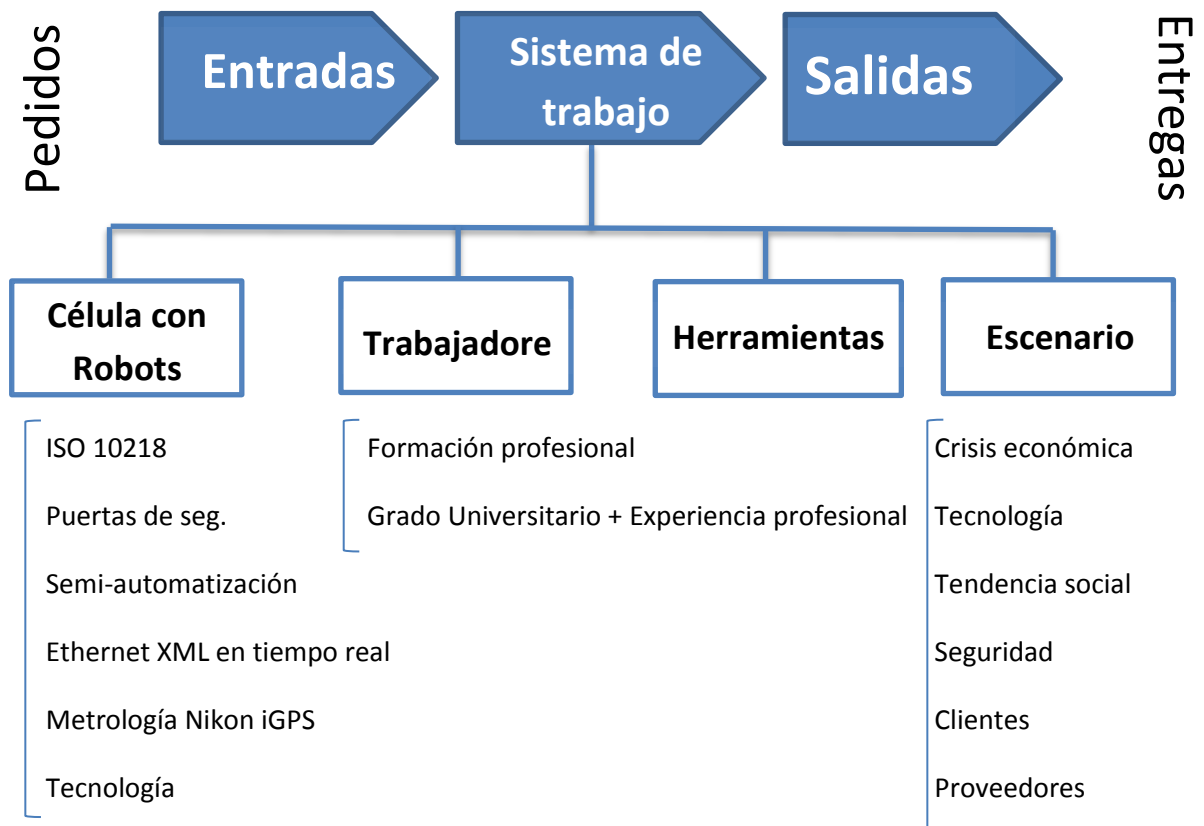 Pedidos
Entradas
Sistema de
trabajo
Salidas
Entregas
Célula con
Robots
Trabajadore
Herramientas
Escenario
ISO 10218
Puertas de seg.
Semi-automatización
Ethernet XML en tiempo real
Metrología Nikon iGPS
Tecnología
Formación profesional
Grado Universitario + Experiencia profesional
Crisis económica
Tecnología
Tendencia social
Seguridad
Clientes
Proveedores